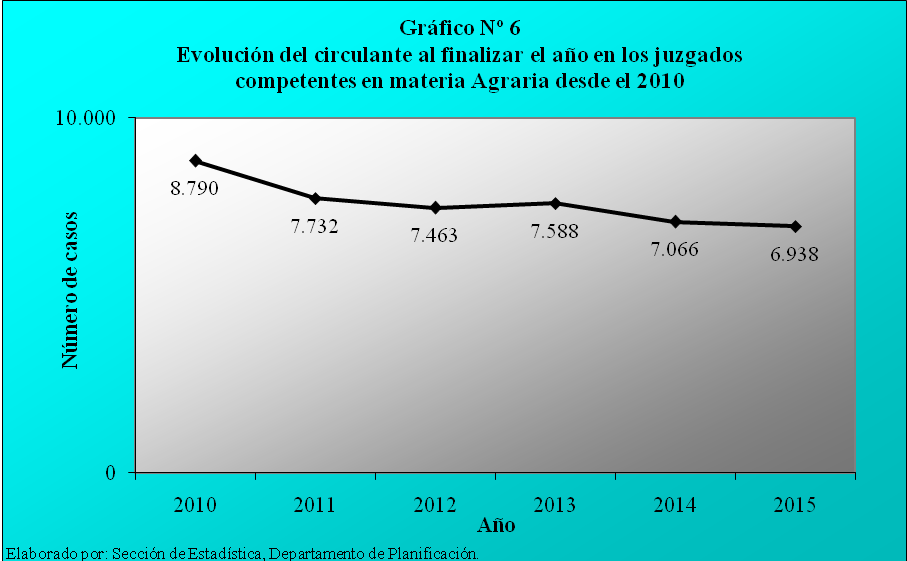 Gráfico Nº 6
Evolución del circulante al finalizar el año en los juzgados
competentes en materia Agraria desde el 2010
10.000
8.790
7.732
7.463
7.588
7.066
6.938
Número de casos
0
2010 2011 2012 2013 2014 2015
Año
Elaborado por: Sección de Estadística, Departamento de Planificación.